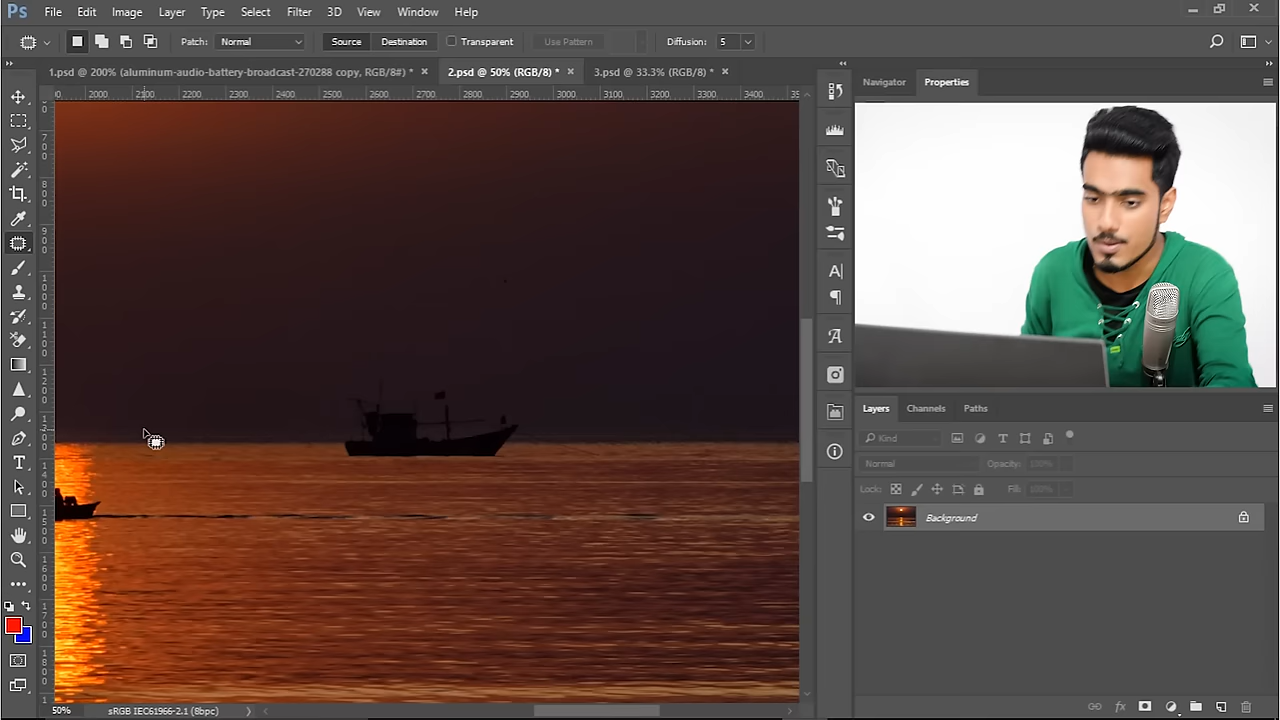 Ps File Edit Image Layer Type Select Filter 3D View Window Help
Patch: Normal Source Destination Transparent Use Pattern Diffusion: 5
1.psd @ 200% (aluminum-audio-battery-broadcast-270288 copy, RGB/8#) * 2.psd @ 50% (RGB/8) * 3.psd @ 33.3% (RGB/8) *
Navigator Properties
2000 2100 2200 2300 2400 2500 2600 2700 2800 2900 3000 3100 3200 3300 3400
Layers Channels Paths
Kind
Normal Opacity: 100%
Lock: Fill: 100%
Background
50% sRGB IEC61966-2.1 (8bpc)